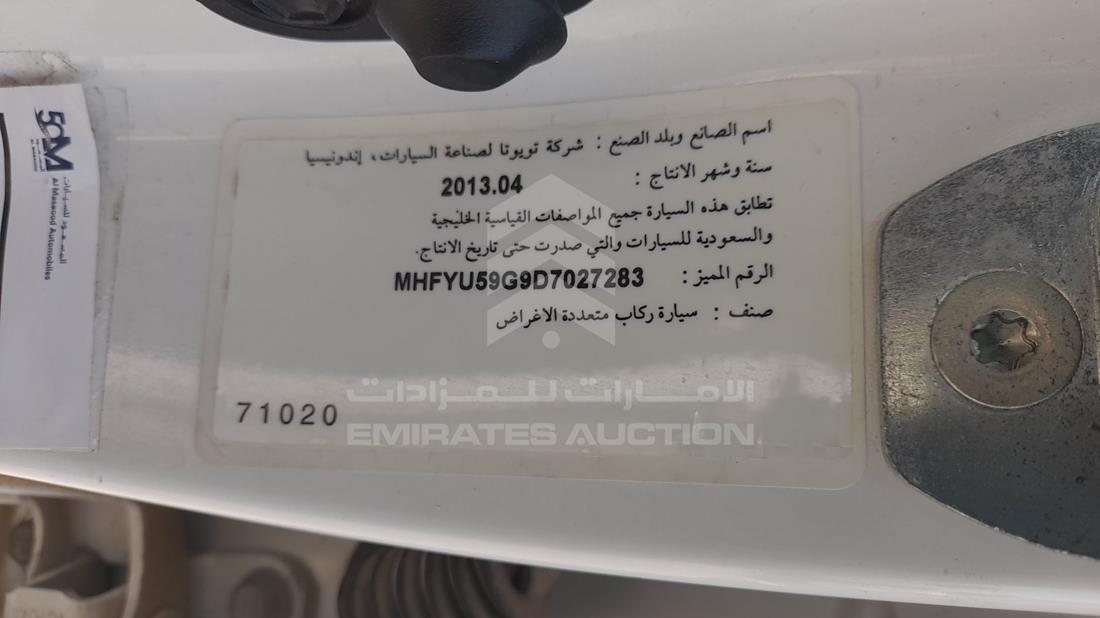 اسم الصانع وبلد الصنع : شركة تويوتا لصناعة السيارات، إندونيسيا
سنة وشهر الانتاج : 2013.04
تطابق هذه السيارة جميع المواصفات القياسية الخليجية
والسعودية للسيارات والتي صدرت حتى تاريخ الانتاج.
الرقم المميز : MHFYU59G9D7027283
صنف : سيارة ركاب متعددة الاغراض
71020
الامارات للمزادات
EMIRATES AUCTION
المسعود للسيارات
Al Masaood Automobiles